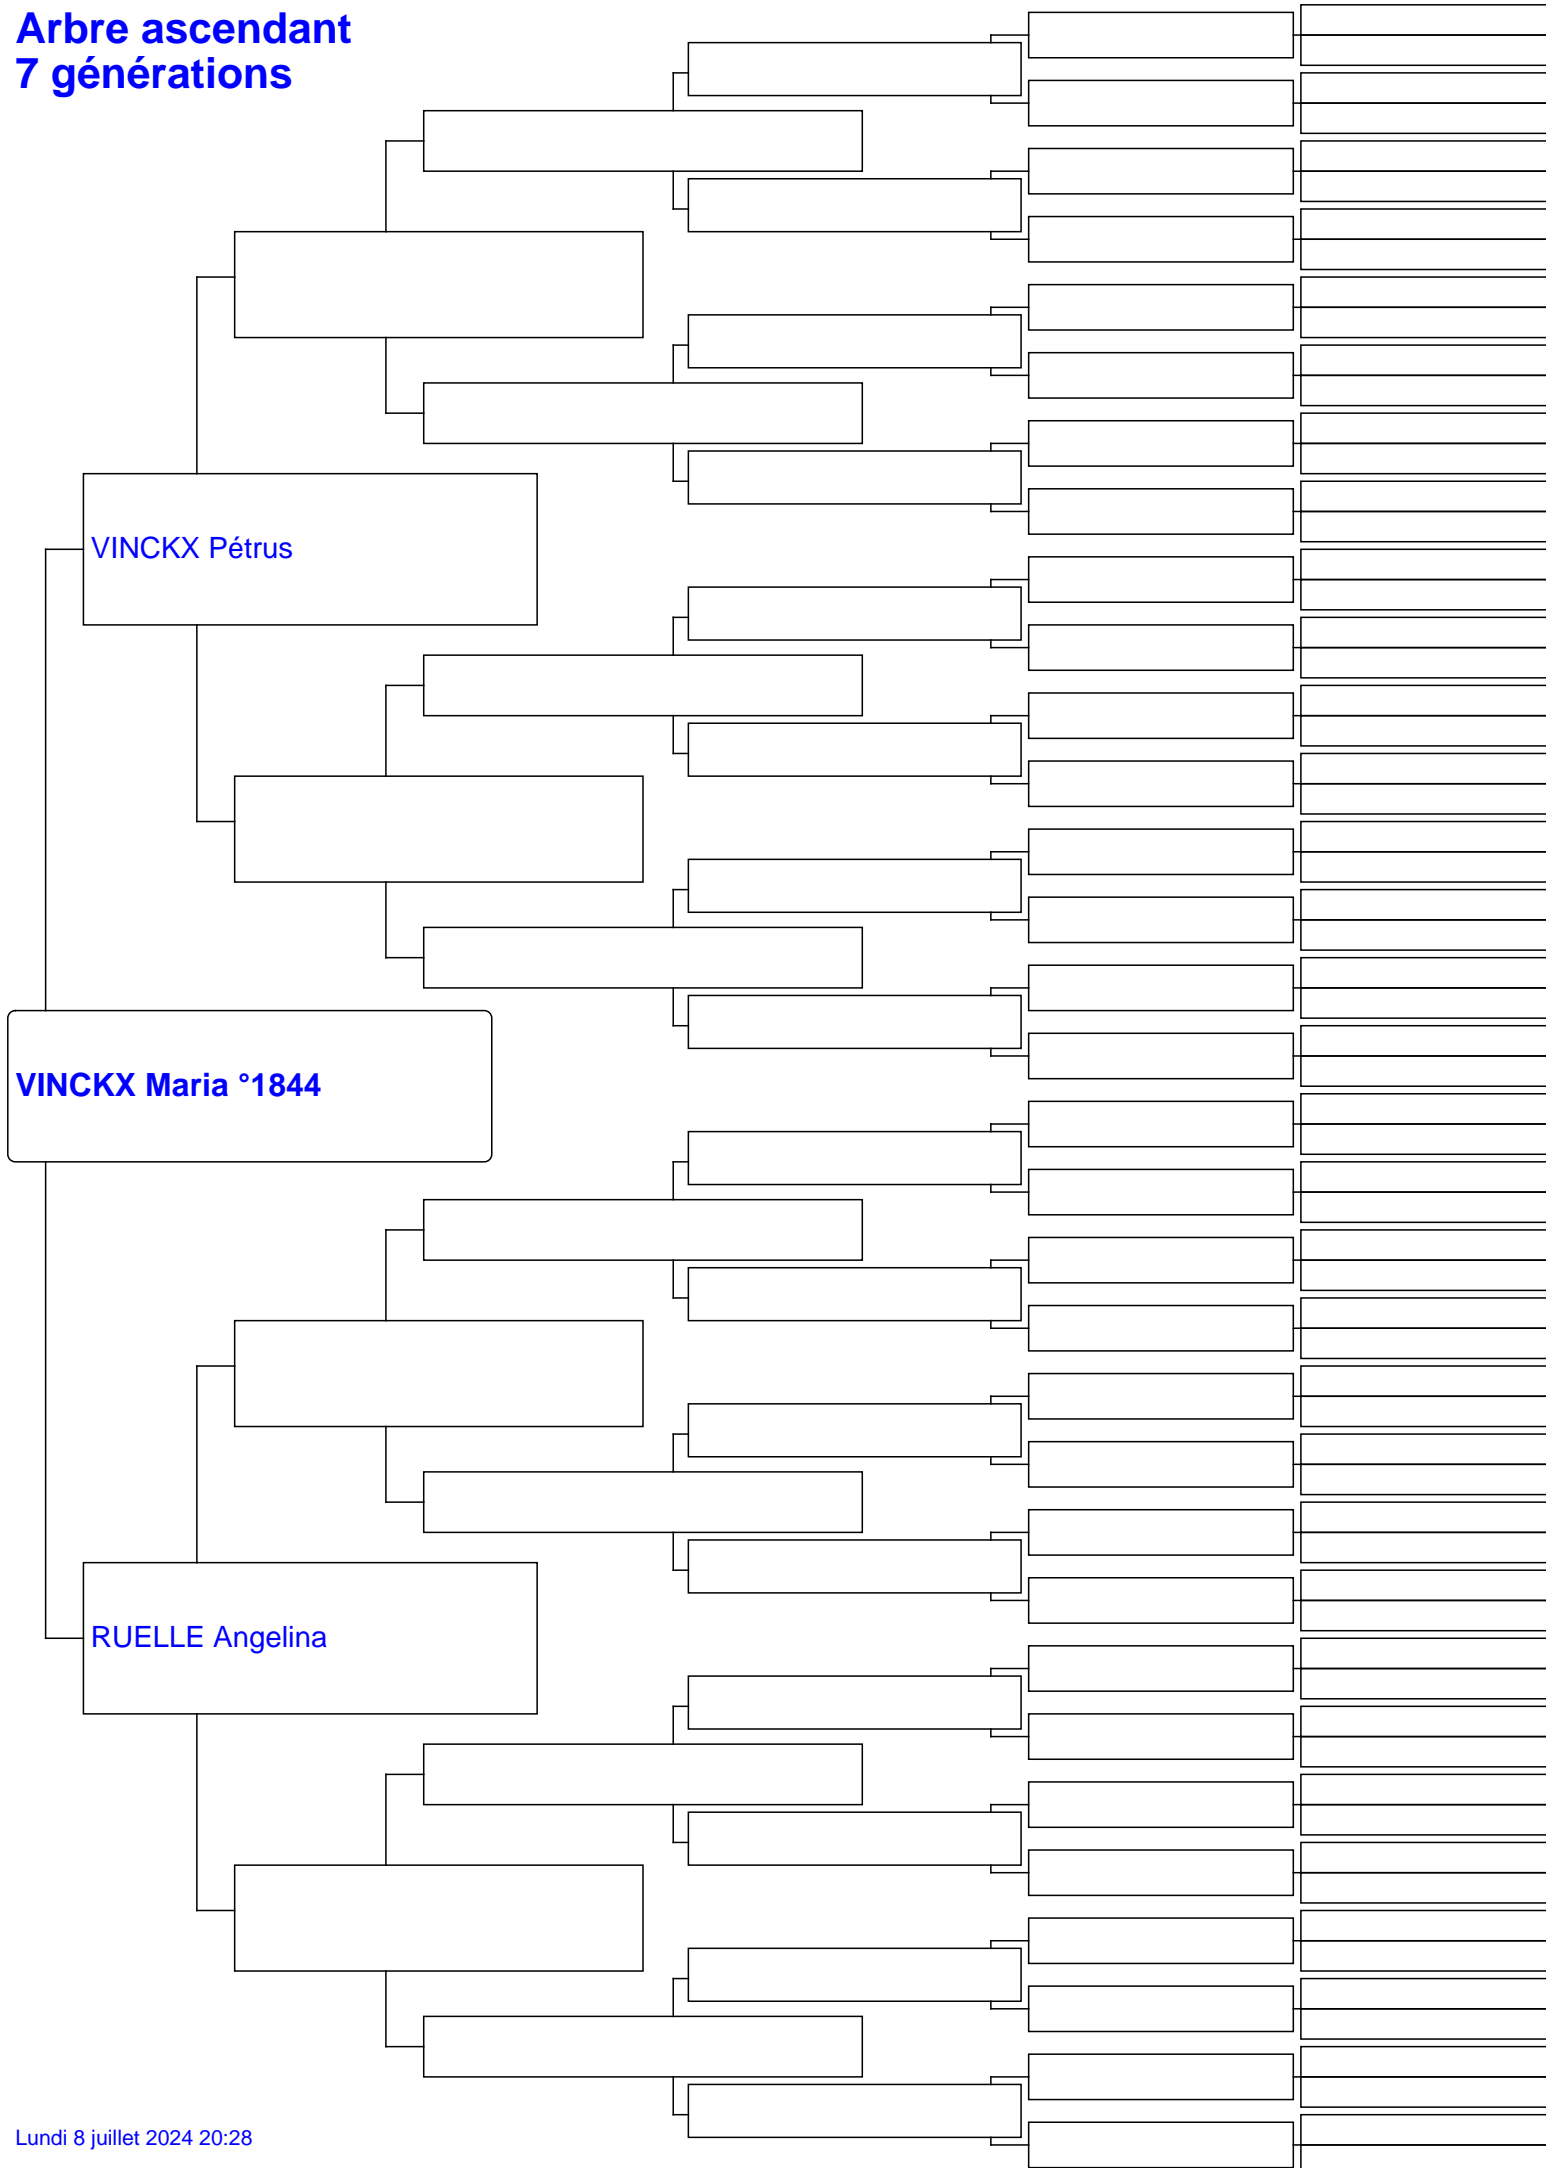 Arbre ascendant
7 générations
VINCKX Pétrus
VINCKX Maria °1844
RUELLE Angelina
Lundi 8 juillet 2024 20:28